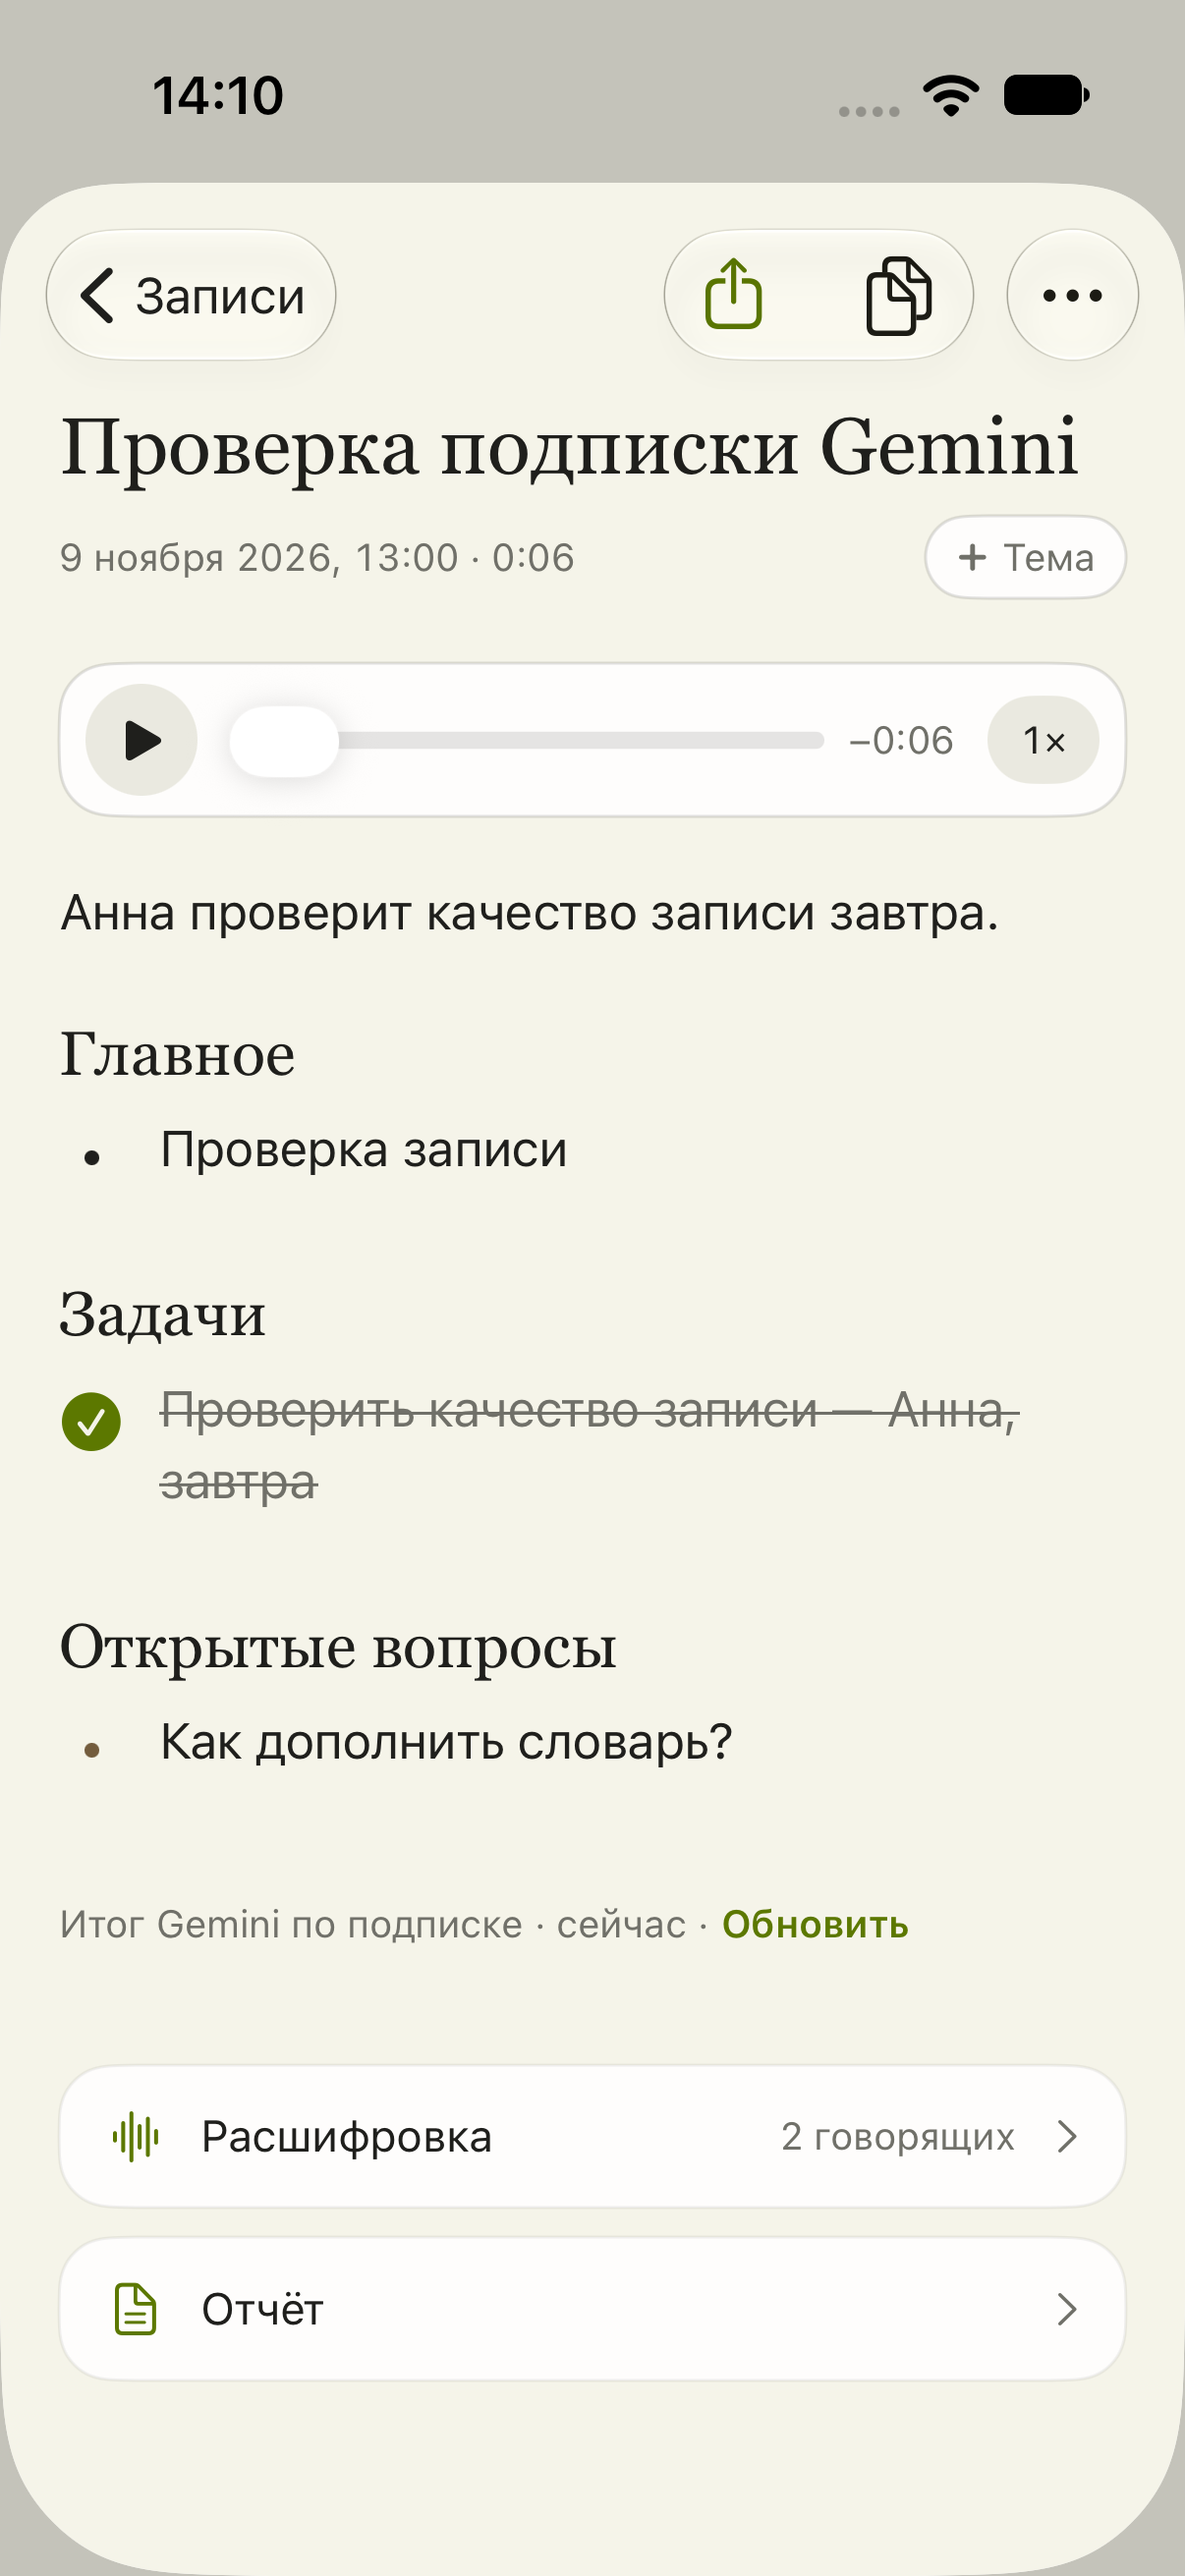 14:10
Записи
Проверка подписки Gemini
9 ноября 2026, 13:00 · 0:06
+ Тема
–0:06
1×
Анна проверит качество записи завтра.
Главное
• Проверка записи
Задачи
Проверить качество записи — Анна,
завтра
Открытые вопросы
• Как дополнить словарь?
Итог Gemini по подписке · сейчас · Обновить
Расшифровка
2 говорящих
Отчёт